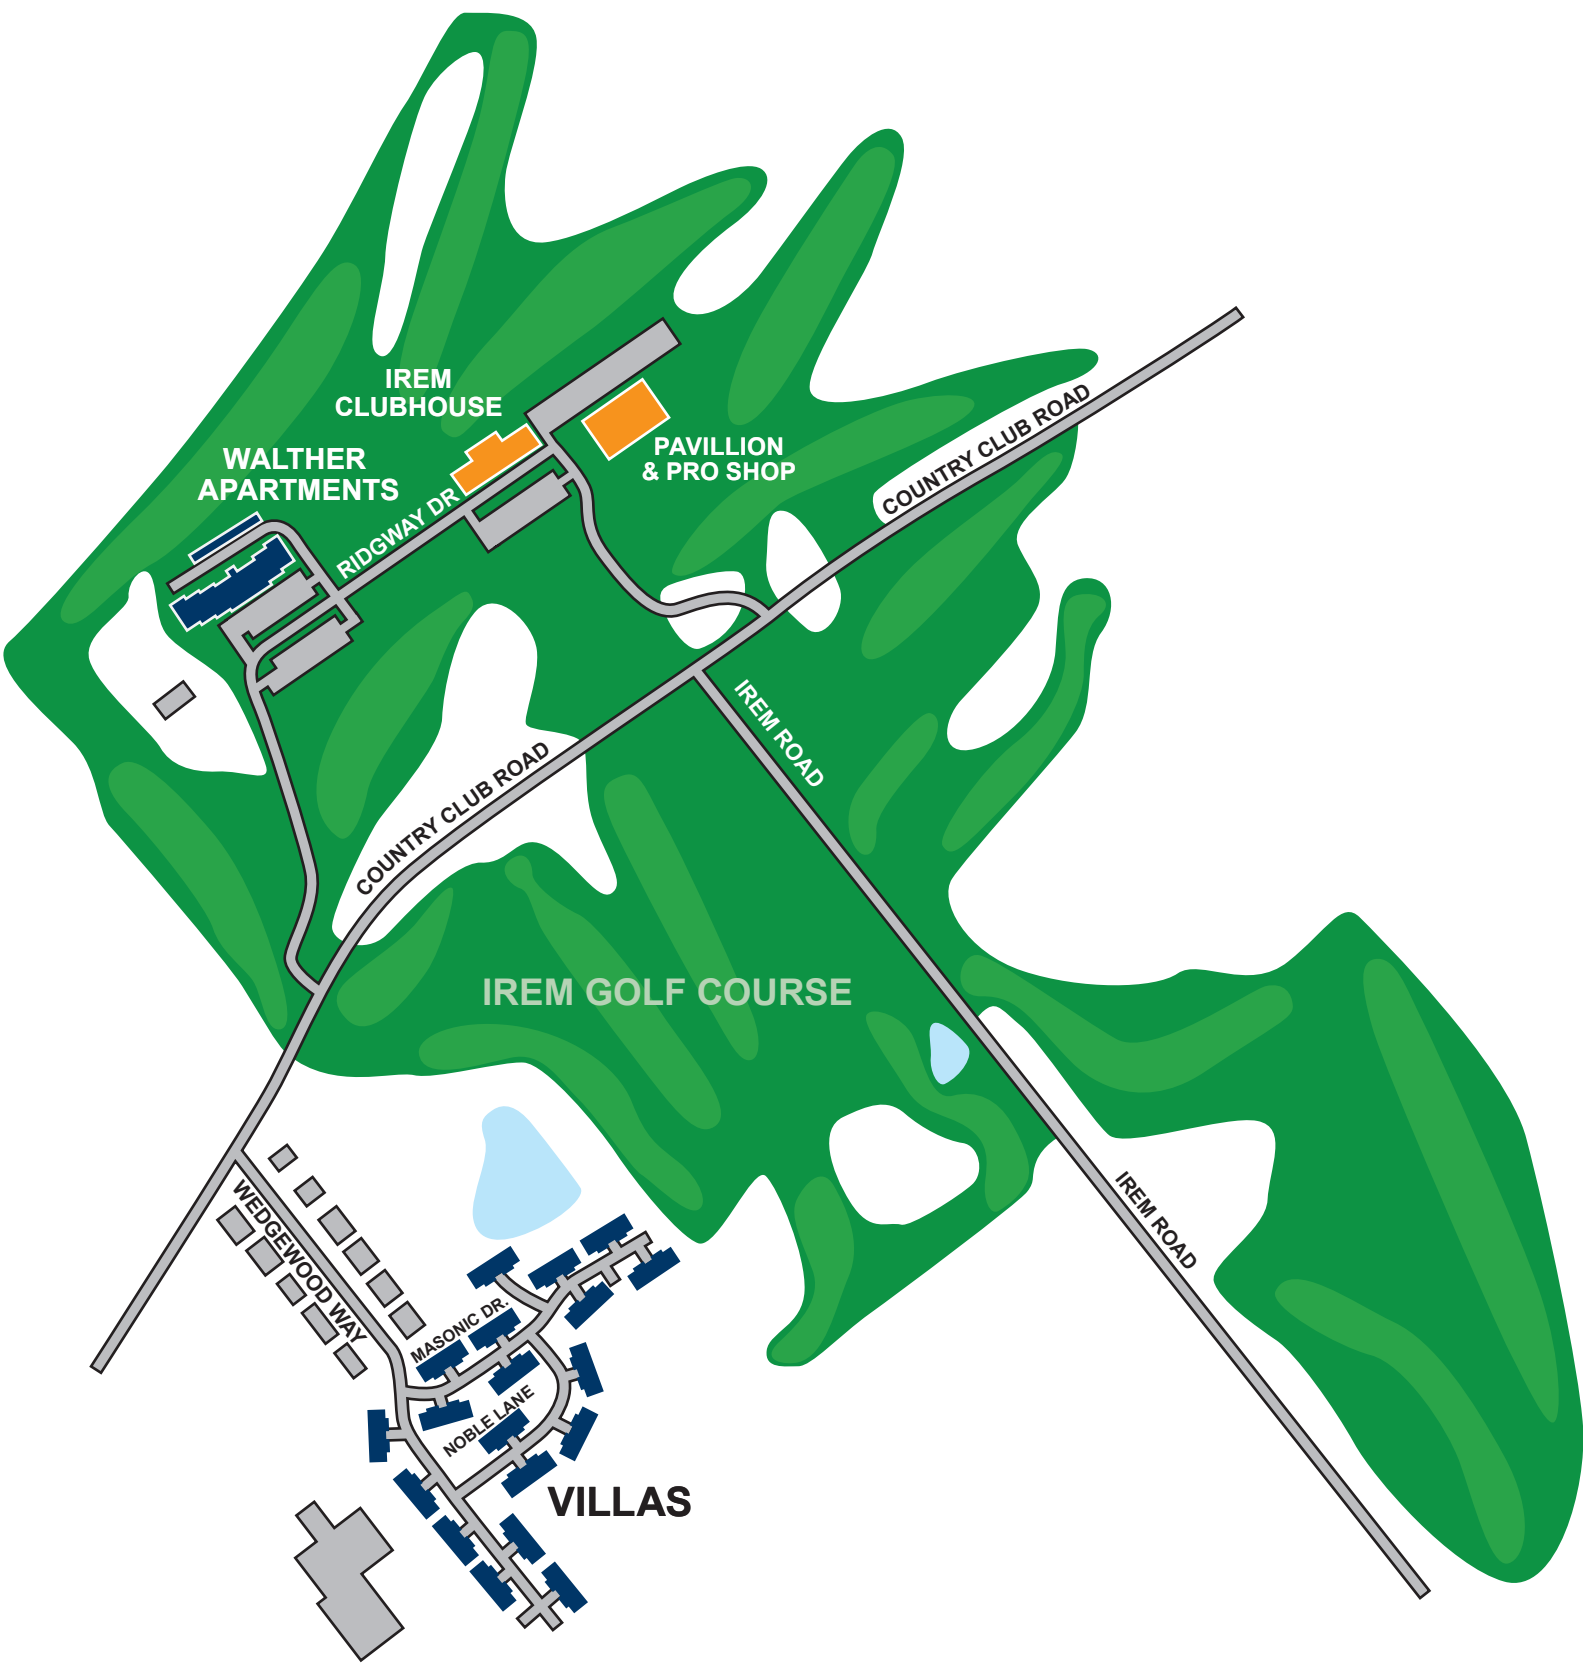 IREM
CLUBHOUSE
WALTHER
APARTMENTS
PAVILLION
& PRO SHOP
COUNTRY CLUB ROAD
RIDGWAY DR
IREM ROAD
COUNTRY CLUB ROAD
IREM GOLF COURSE
WEDGEWOOD WAY
IREM ROAD
MASONIC DR.
NOBLE LANE
VILLAS